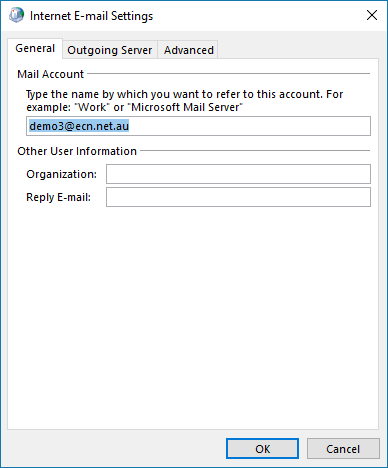 Internet E-mail Settings
General Outgoing Server Advanced
Mail Account
Type the name by which you want to refer to this account. For
example: "Work" or "Microsoft Mail Server"
demo3@ecn.net.au
Other User Information
Organization:
Reply E-mail:
OK Cancel